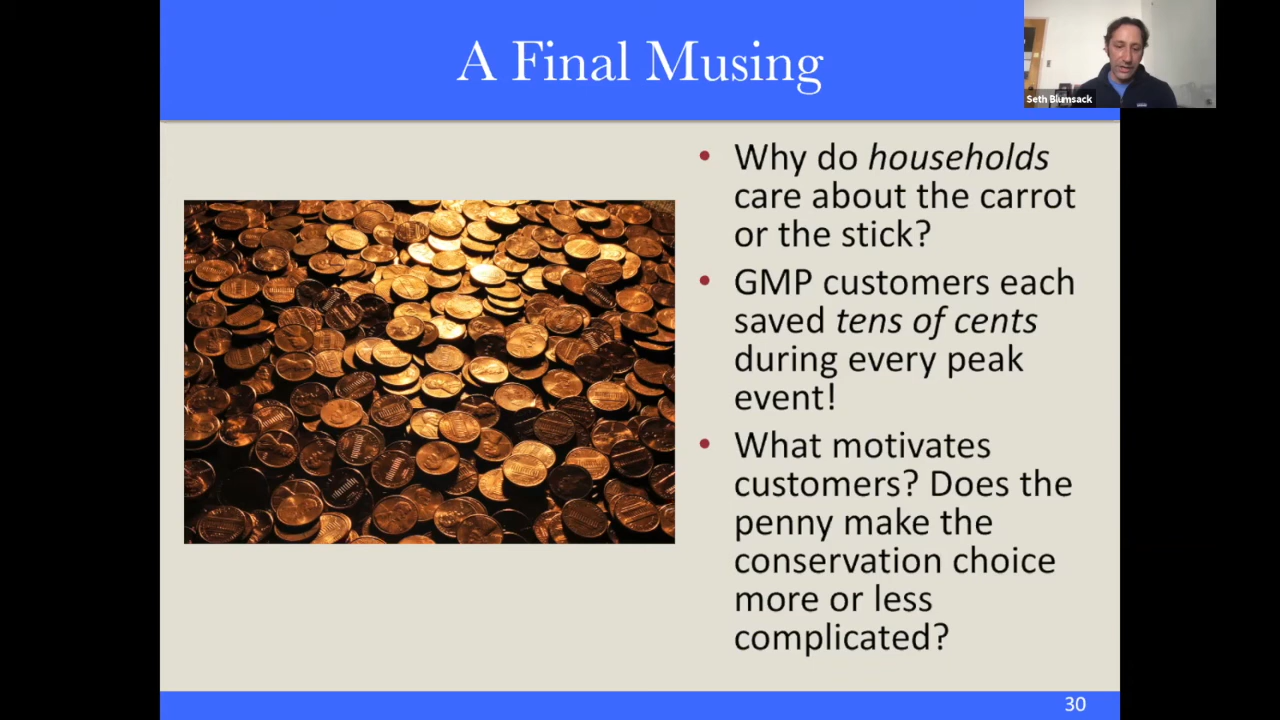 A Final Musing
Seth Blumsack
• Why do households
care about the carrot
or the stick?
• GMP customers each
saved tens of cents
during every peak
event!
• What motivates
customers? Does the
penny make the
conservation choice
more or less
complicated?
30